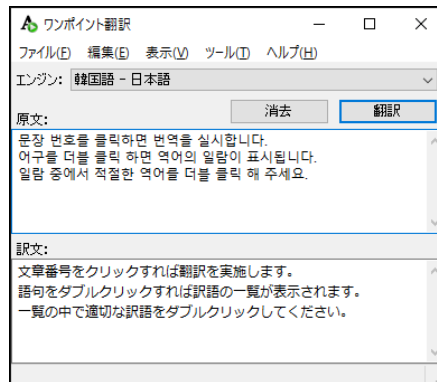 ワンポイント翻訳
ファイル(F) 編集(E) 表示(V) ツール(T) ヘルプ(H)
エンジン: 韓国語 - 日本語
原文: 消去 翻訳
문장 번호를 클릭하면 번역을 실시합니다.
어구를 더블 클릭 하면 역어의 일람이 표시됩니다.
일람 중에서 적절한 역어를 더블 클릭 해 주세요.
訳文:
文章番号をクリックすれば翻訳を実施します。
語句をダブルクリックすれば訳語の一覧が表示されます。
一覧の中で適切な訳語をダブルクリックしてください。